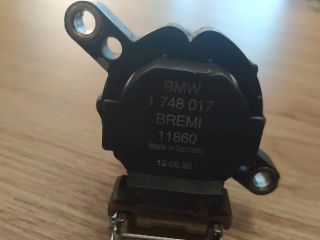 BMW
1 748 017
BREMI
11860
Made in Germany
12.05.96